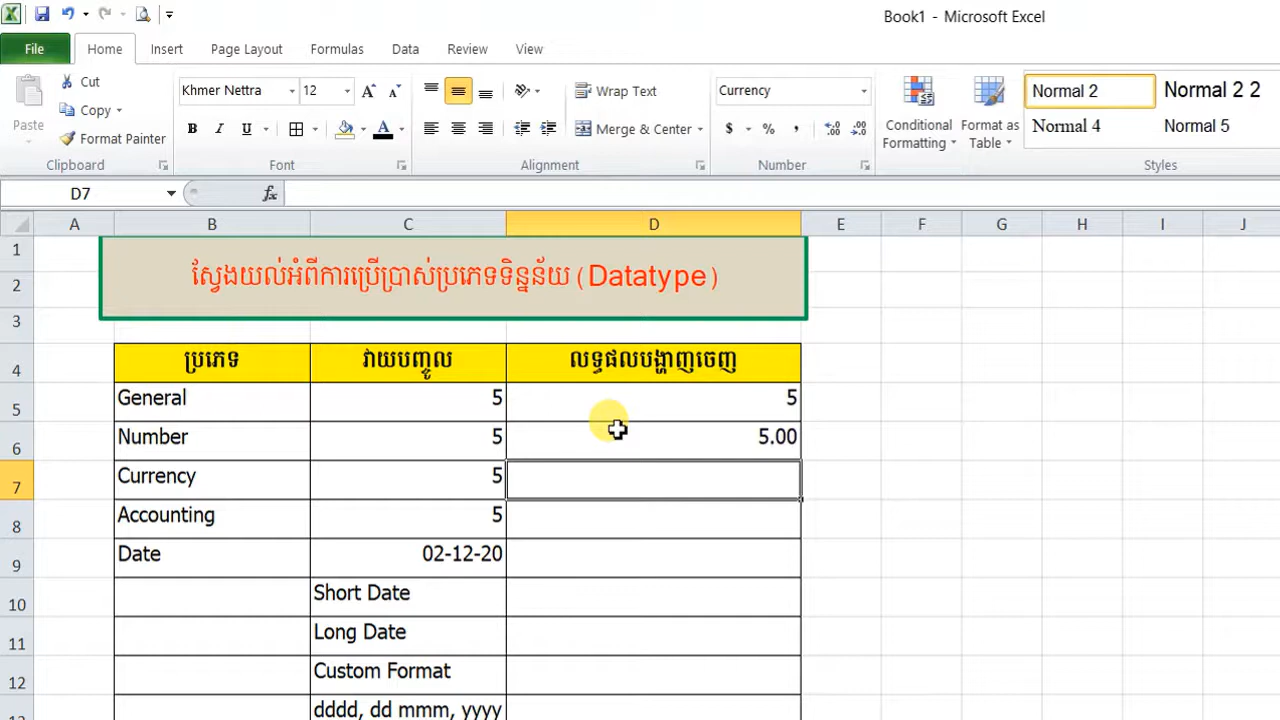 Book1 - Microsoft Excel
File Home Insert Page Layout Formulas Data Review View
Paste Cut
Copy
Format Painter
Khmer Nettra 12
B I U
Wrap Text
Merge & Center
Currency
$ % ,
Conditional Formatting
Format as Table
Normal 2 Normal 2 2
Normal 4 Normal 5
Clipboard Font Alignment Number Styles
D7 fx
A B C D E F G H I J
1
2 ស្វែងយល់អំពីការប្រើប្រាស់ប្រភេទទិន្នន័យ (Datatype)
3
4 ប្រភេទ វាយបញ្ចូល លទ្ធផលបង្ហាញចេញ
5 General 5 5
6 Number 5 5.00
7 Currency 5
8 Accounting 5
9 Date 02-12-20
10 Short Date
11 Long Date
12 Custom Format
dddd, dd mmm, yyyy